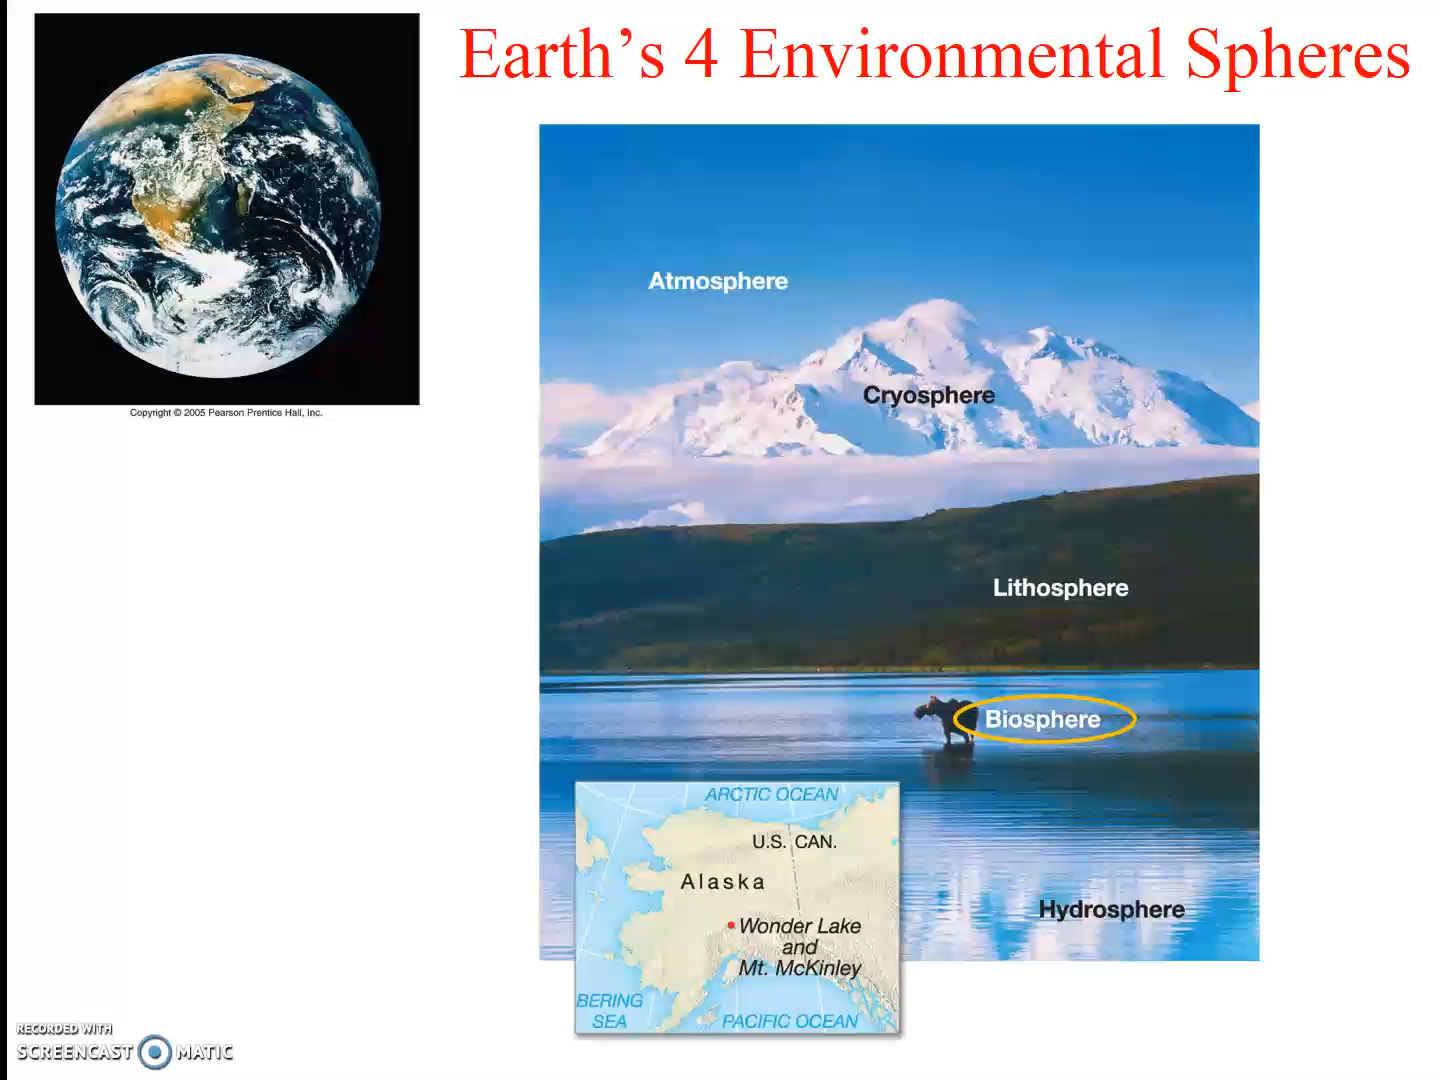 Earth's 4 Environmental Spheres
Copyright © 2005 Pearson Prentice Hall, Inc.
Atmosphere
Cryosphere
Lithosphere
Biosphere
Hydrosphere
ARCTIC OCEAN
U.S. CAN.
Alaska
Wonder Lake
and
Mt. McKinley
BERING
SEA
PACIFIC OCEAN
RECORDED WITH
SCREENCAST MATIC